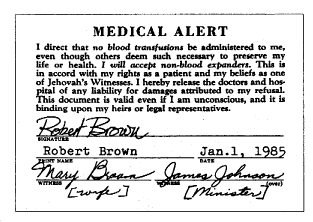 MEDICAL ALERT
I direct that no blood transfusions be administered to me,
even though others deem such necessary to preserve my
life or health. I will accept non-blood expanders. This is
in accord with my rights as a patient and my beliefs as one
of Jehovah's Witnesses. I hereby release the doctors and hos-
pital of any liability for damages attributed to my refusal.
This document is valid even if I am unconscious, and it is
binding upon my heirs or legal representatives.
Robert Brown
SIGNATURE
Robert Brown Jan.1, 1985
PRINT NAME DATE
Mary Brown James Johnson
WITNESS WITNESS (over)
[wife] [Minister]